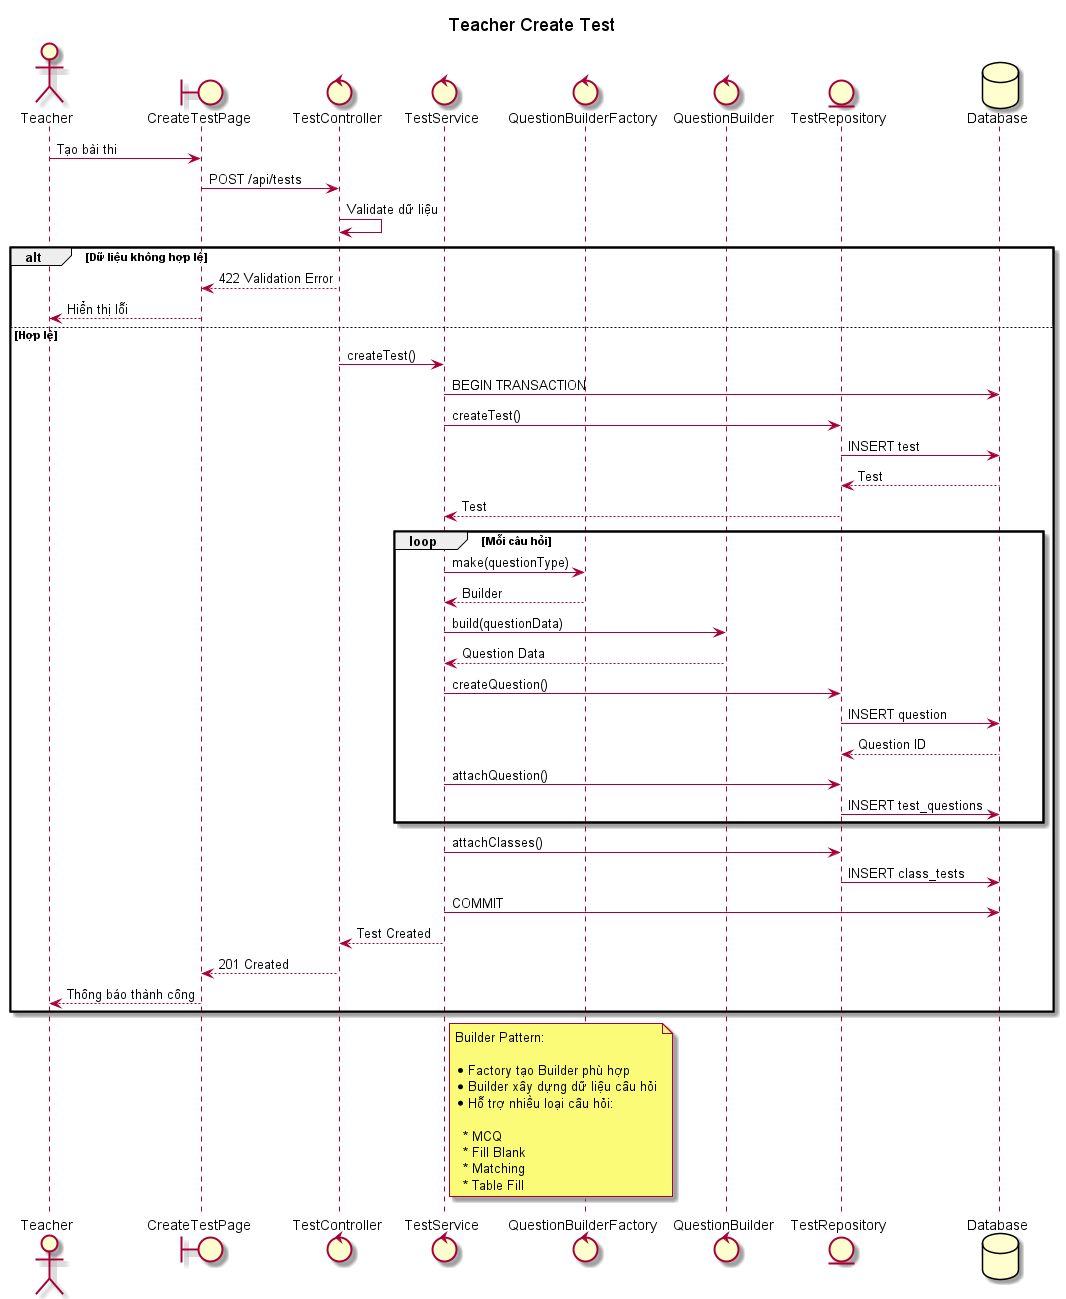 Teacher Create Test
Teacher CreateTestPage TestController TestService QuestionBuilderFactory QuestionBuilder TestRepository Database
Tạo bài thi
POST /api/tests
Validate dữ liệu
alt [Dữ liệu không hợp lệ]
422 Validation Error
Hiển thị lỗi
[Hợp lệ]
createTest()
BEGIN TRANSACTION
createTest()
INSERT test
Test
Test
loop [Mỗi câu hỏi]
make(questionType)
Builder
build(questionData)
Question Data
createQuestion()
INSERT question
Question ID
attachQuestion()
INSERT test_questions
attachClasses()
INSERT class_tests
COMMIT
Test Created
201 Created
Thông báo thành công
Builder Pattern:
• Factory tạo Builder phù hợp
• Builder xây dựng dữ liệu câu hỏi
• Hỗ trợ nhiều loại câu hỏi:
* MCQ
* Fill Blank
* Matching
* Table Fill
Teacher CreateTestPage TestController TestService QuestionBuilderFactory QuestionBuilder TestRepository Database